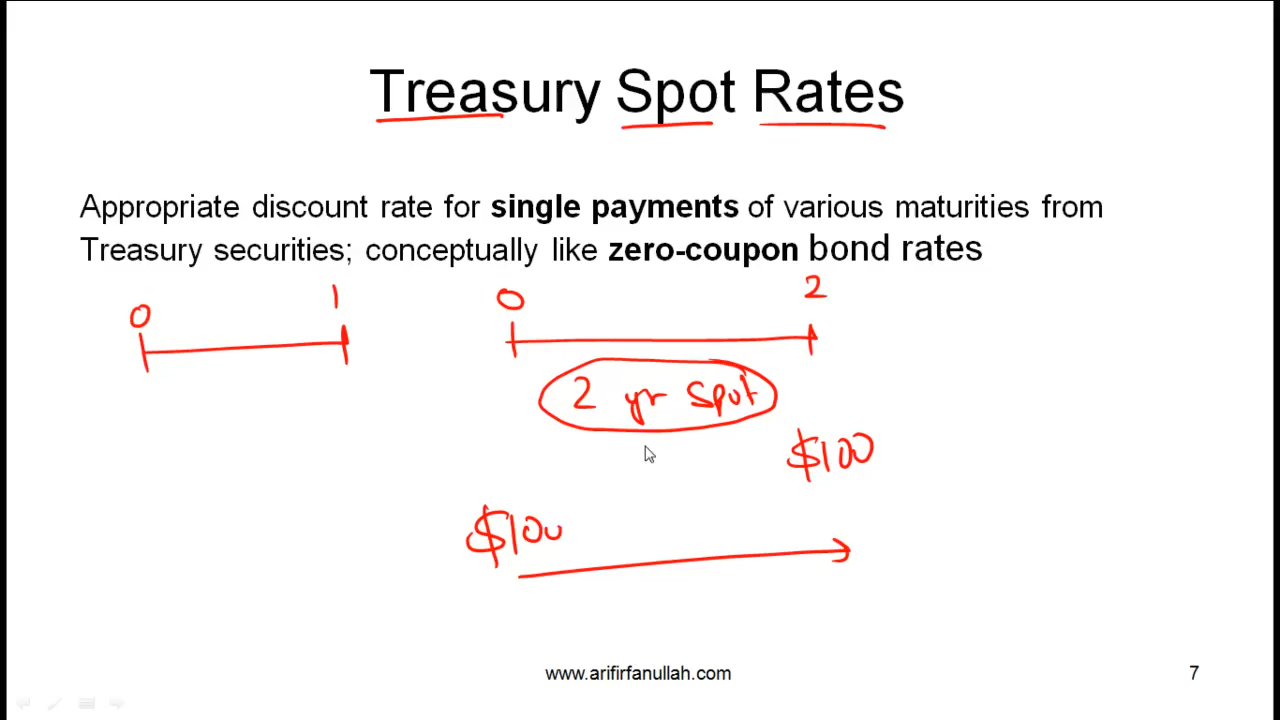 Treasury Spot Rates
Appropriate discount rate for single payments of various maturities from
Treasury securities; conceptually like zero-coupon bond rates
0 1 0 2
2 yr spot
$100
$100
www.arifirfanullah.com 7